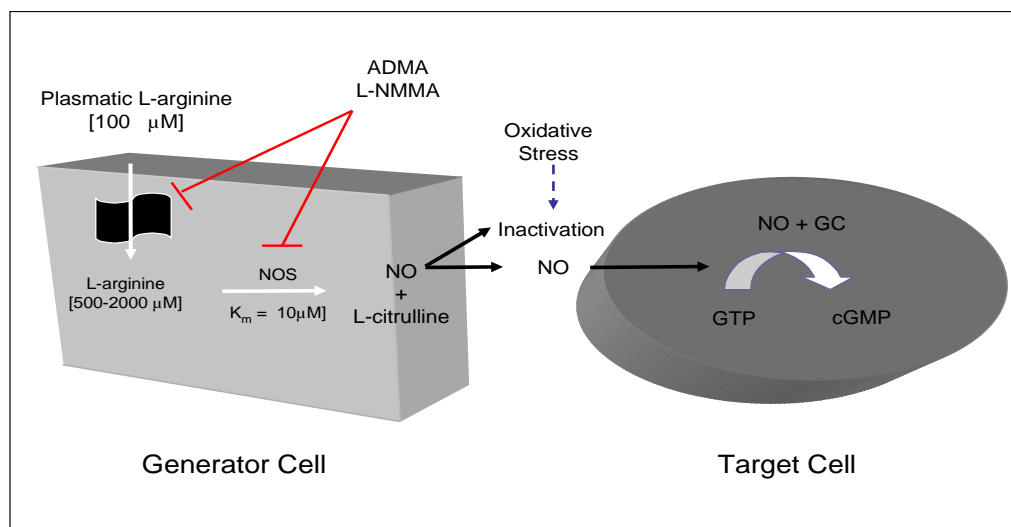 ADMA
L-NMMA
Plasmatic L-arginine
[100 μM]
Oxidative
Stress
Inactivation
NO + GC
L-arginine
[500-2000 μM]
NOS
Km = 10μM]
NO
+
L-citrulline
NO
GTP
cGMP
Generator Cell
Target Cell